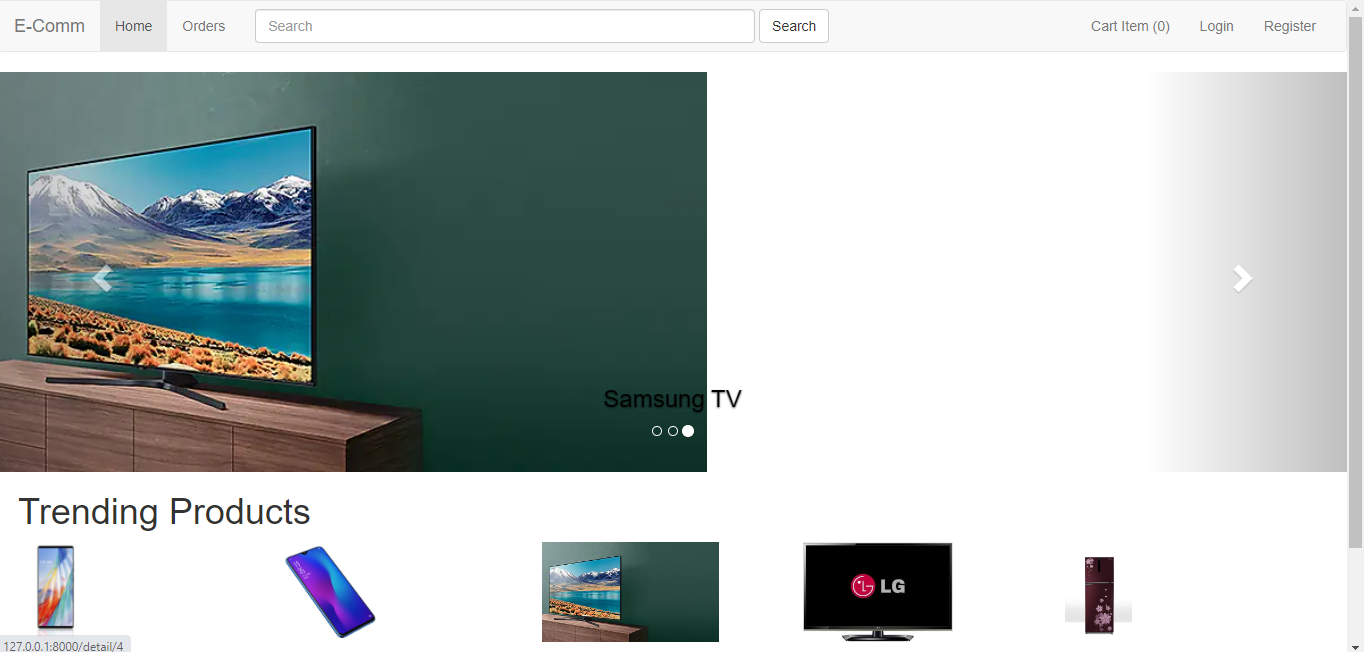 E-Comm Home Orders Search Search Cart Item (0) Login Register
Samsung TV
Trending Products
LG
127.0.0.1:8000/detail/4